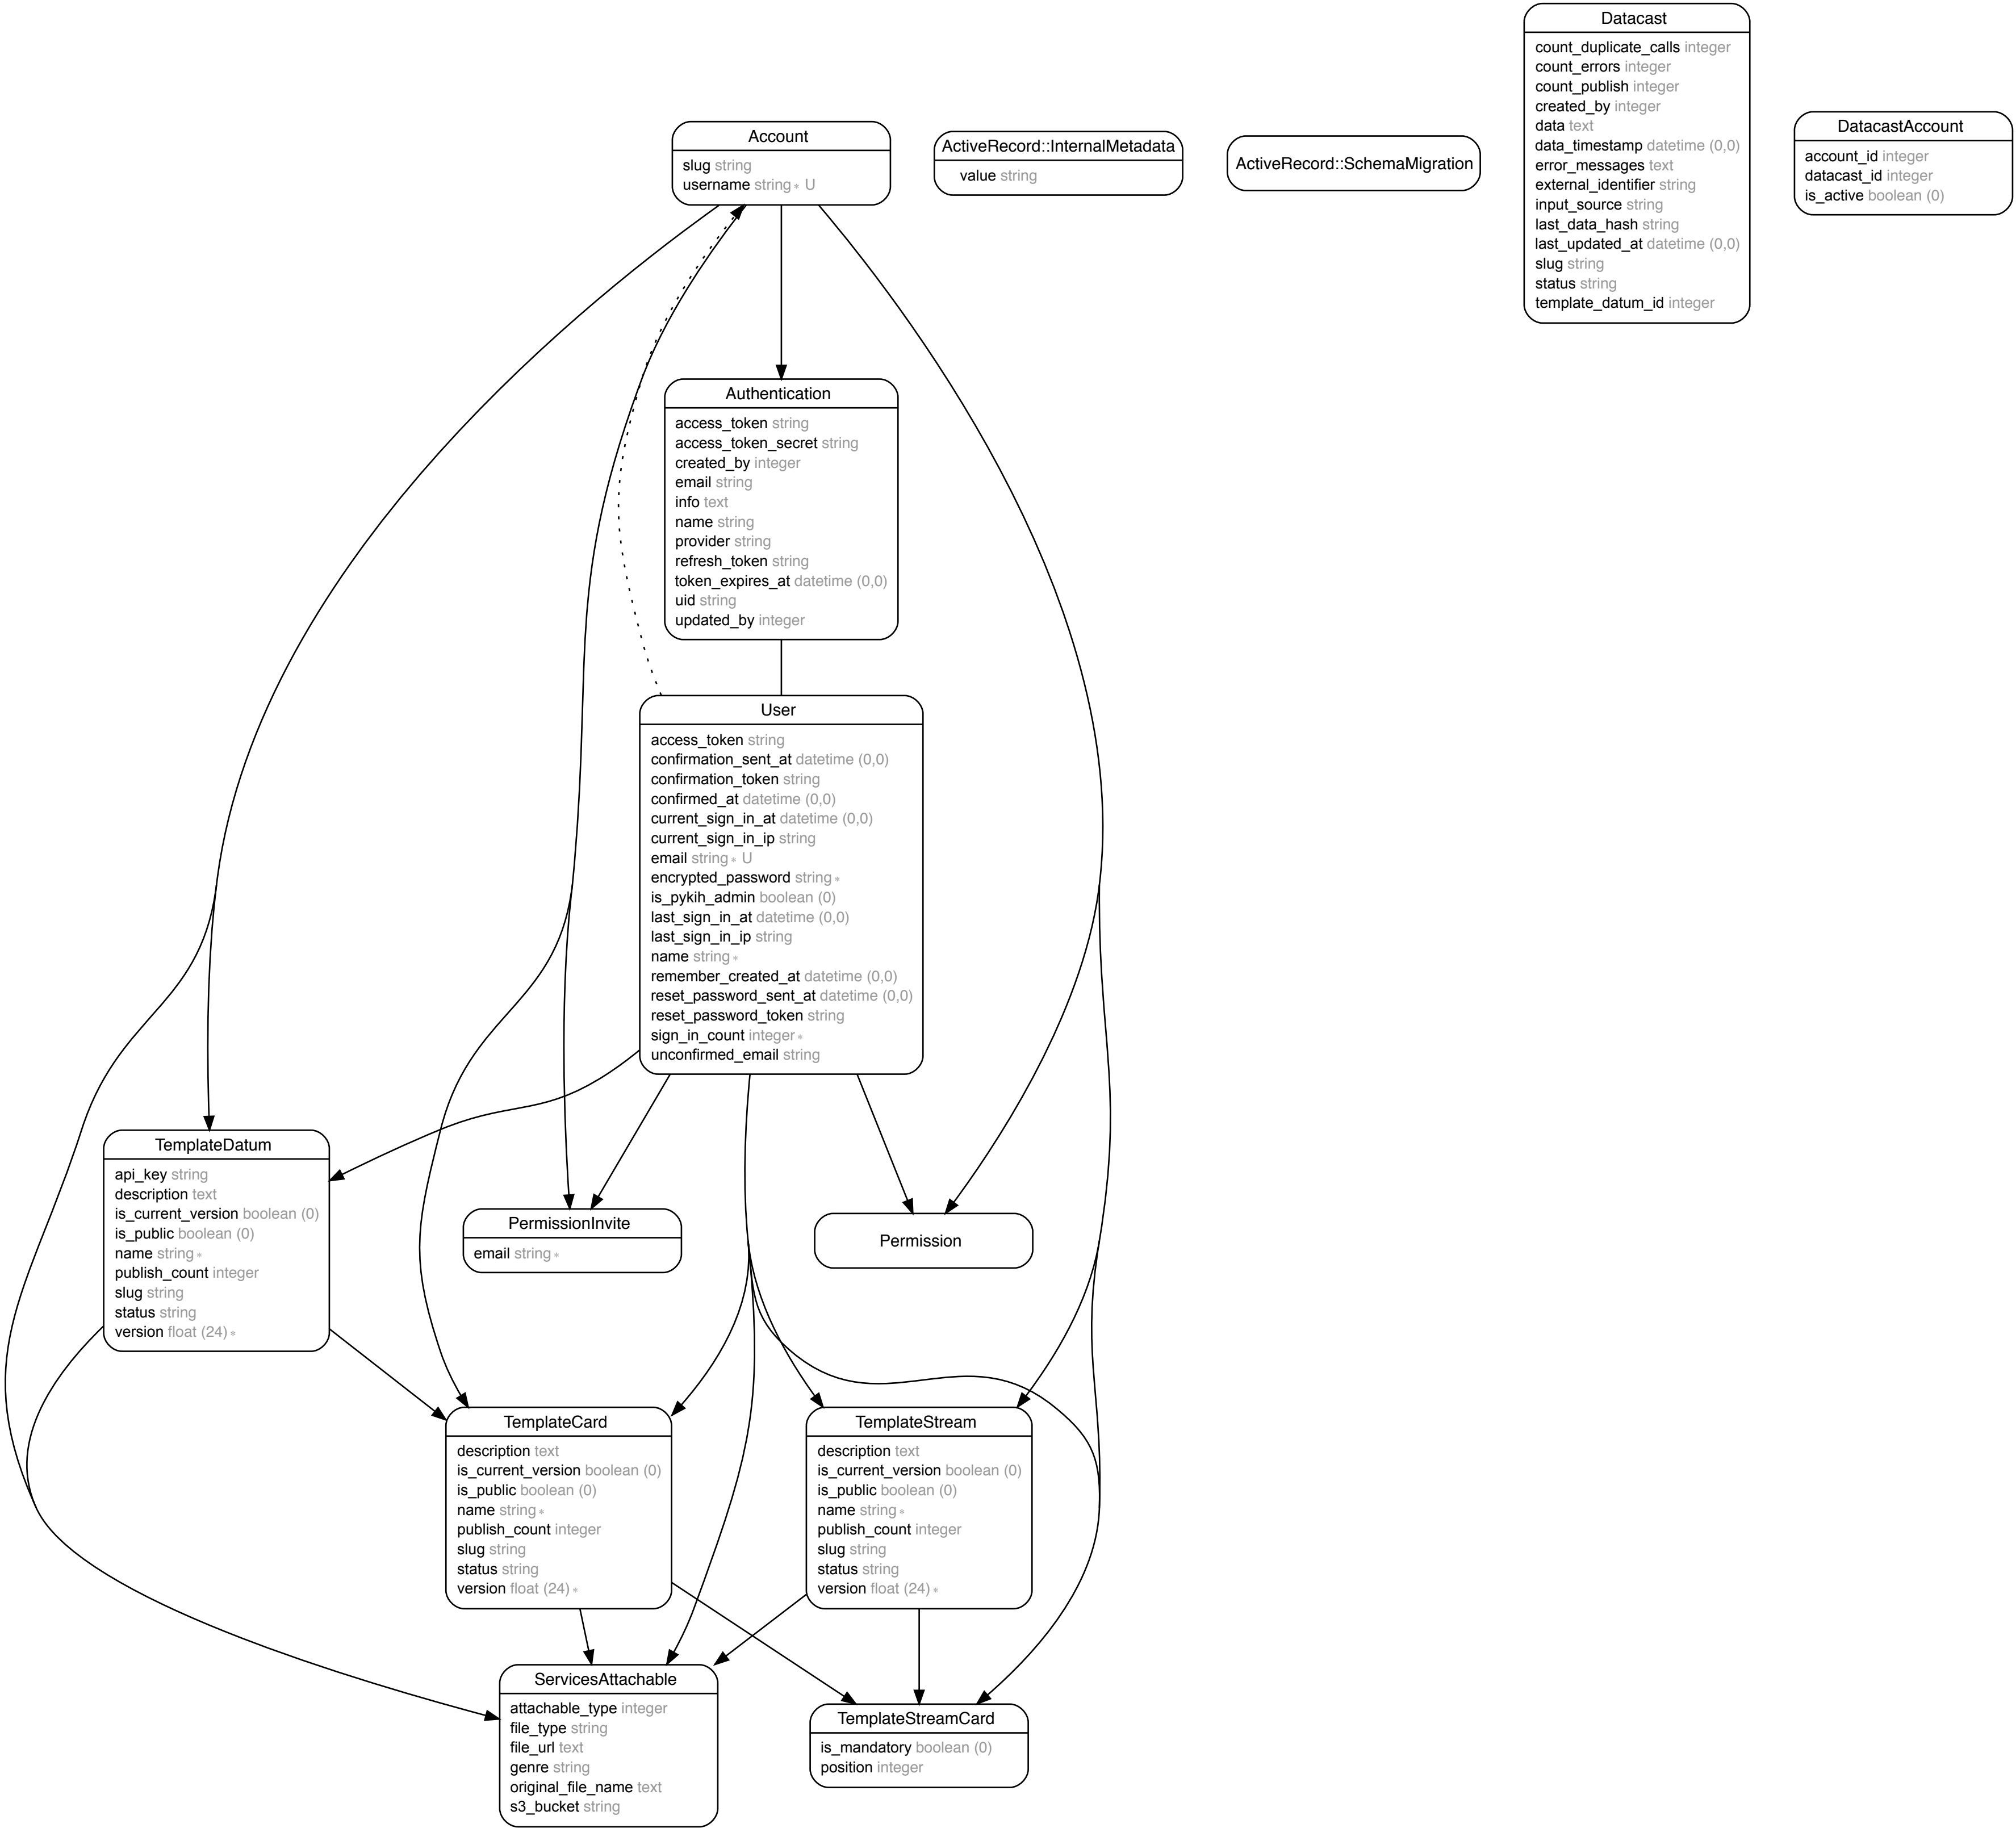 Datacast
count_duplicate_calls integer
count_errors integer
count_publish integer
created_by integer
data text
data_timestamp datetime (0,0)
error_messages text
external_identifier string
input_source string
last_data_hash string
last_updated_at datetime (0,0)
slug string
status string
template_datum_id integer
Account
slug string
username string∗ U
ActiveRecord::InternalMetadata
value string
ActiveRecord::SchemaMigration
DatacastAccount
account_id integer
datacast_id integer
is_active boolean (0)
Authentication
access_token string
access_token_secret string
created_by integer
email string
info text
name string
provider string
refresh_token string
token_expires_at datetime (0,0)
uid string
updated_by integer
User
access_token string
confirmation_sent_at datetime (0,0)
confirmation_token string
confirmed_at datetime (0,0)
current_sign_in_at datetime (0,0)
current_sign_in_ip string
email string∗ U
encrypted_password string∗
is_pykih_admin boolean (0)
last_sign_in_at datetime (0,0)
last_sign_in_ip string
name string∗
remember_created_at datetime (0,0)
reset_password_sent_at datetime (0,0)
reset_password_token string
sign_in_count integer∗
unconfirmed_email string
TemplateDatum
api_key string
description text
is_current_version boolean (0)
is_public boolean (0)
name string∗
publish_count integer
slug string
status string
version float (24)∗
PermissionInvite
email string∗
Permission
TemplateCard
description text
is_current_version boolean (0)
is_public boolean (0)
name string∗
publish_count integer
slug string
status string
version float (24)∗
TemplateStream
description text
is_current_version boolean (0)
is_public boolean (0)
name string∗
publish_count integer
slug string
status string
version float (24)∗
ServicesAttachable
attachable_type integer
file_type string
file_url text
genre string
original_file_name text
s3_bucket string
TemplateStreamCard
is_mandatory boolean (0)
position integer